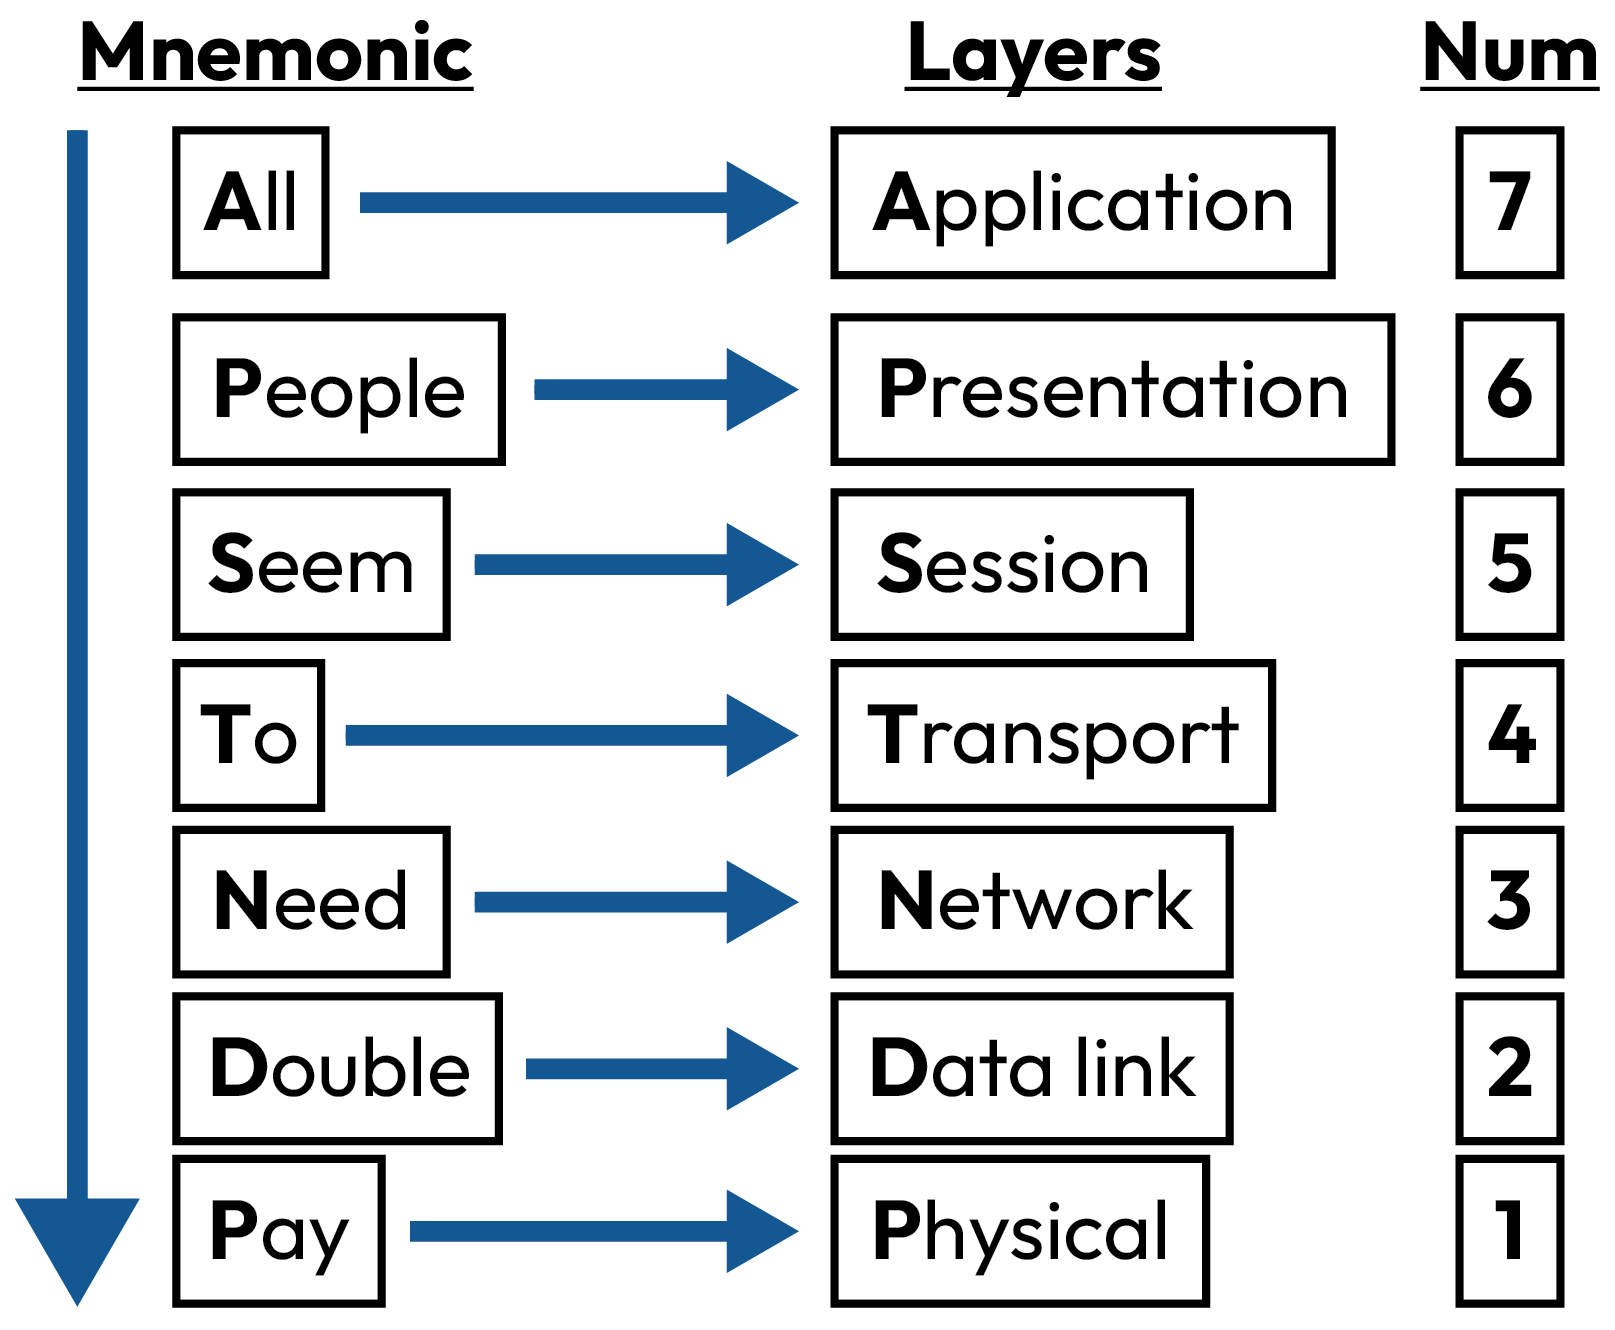 Mnemonic Layers Num
All Application 7
People Presentation 6
Seem Session 5
To Transport 4
Need Network 3
Double Data link 2
Pay Physical 1